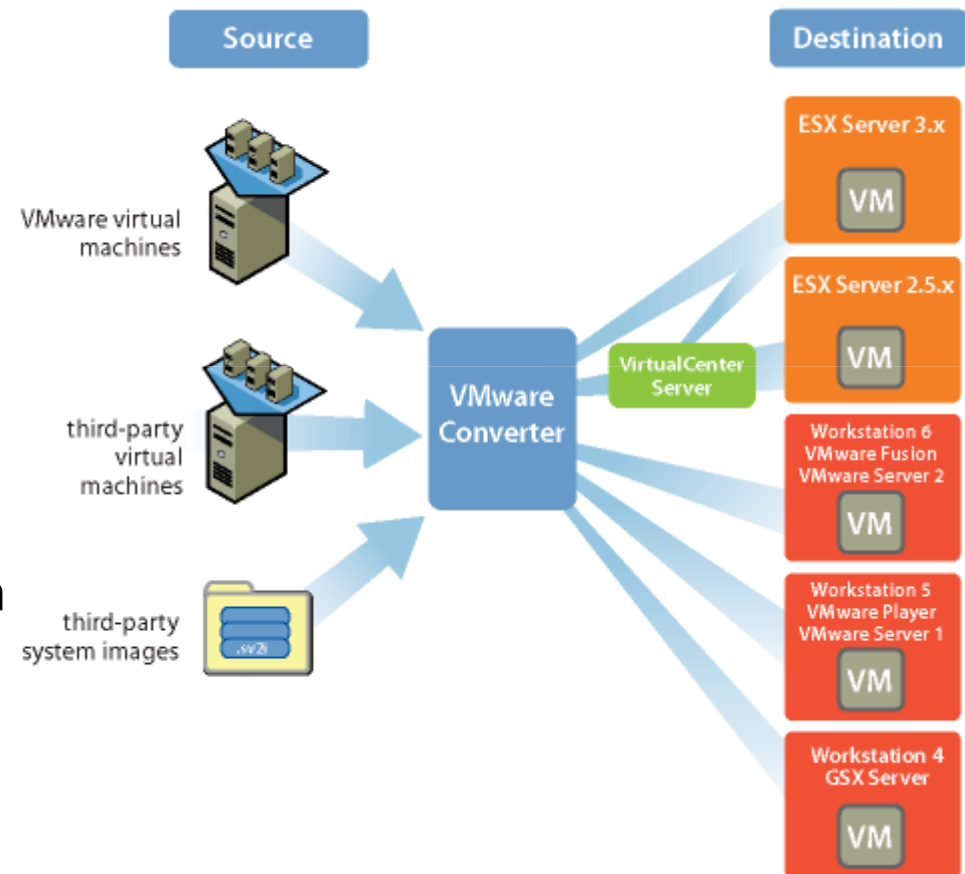 Source
Destination
VMware virtual
machines
third-party
virtual
machines
third-party
system images
.sv2i
VMware
Converter
VirtualCenter
Server
ESX Server 3.x
VM
ESX Server 2.5.x
VM
Workstation 6
VMware Fusion
VMware Server 2
VM
Workstation 5
VMware Player
VMware Server 1
VM
Workstation 4
GSX Server
VM